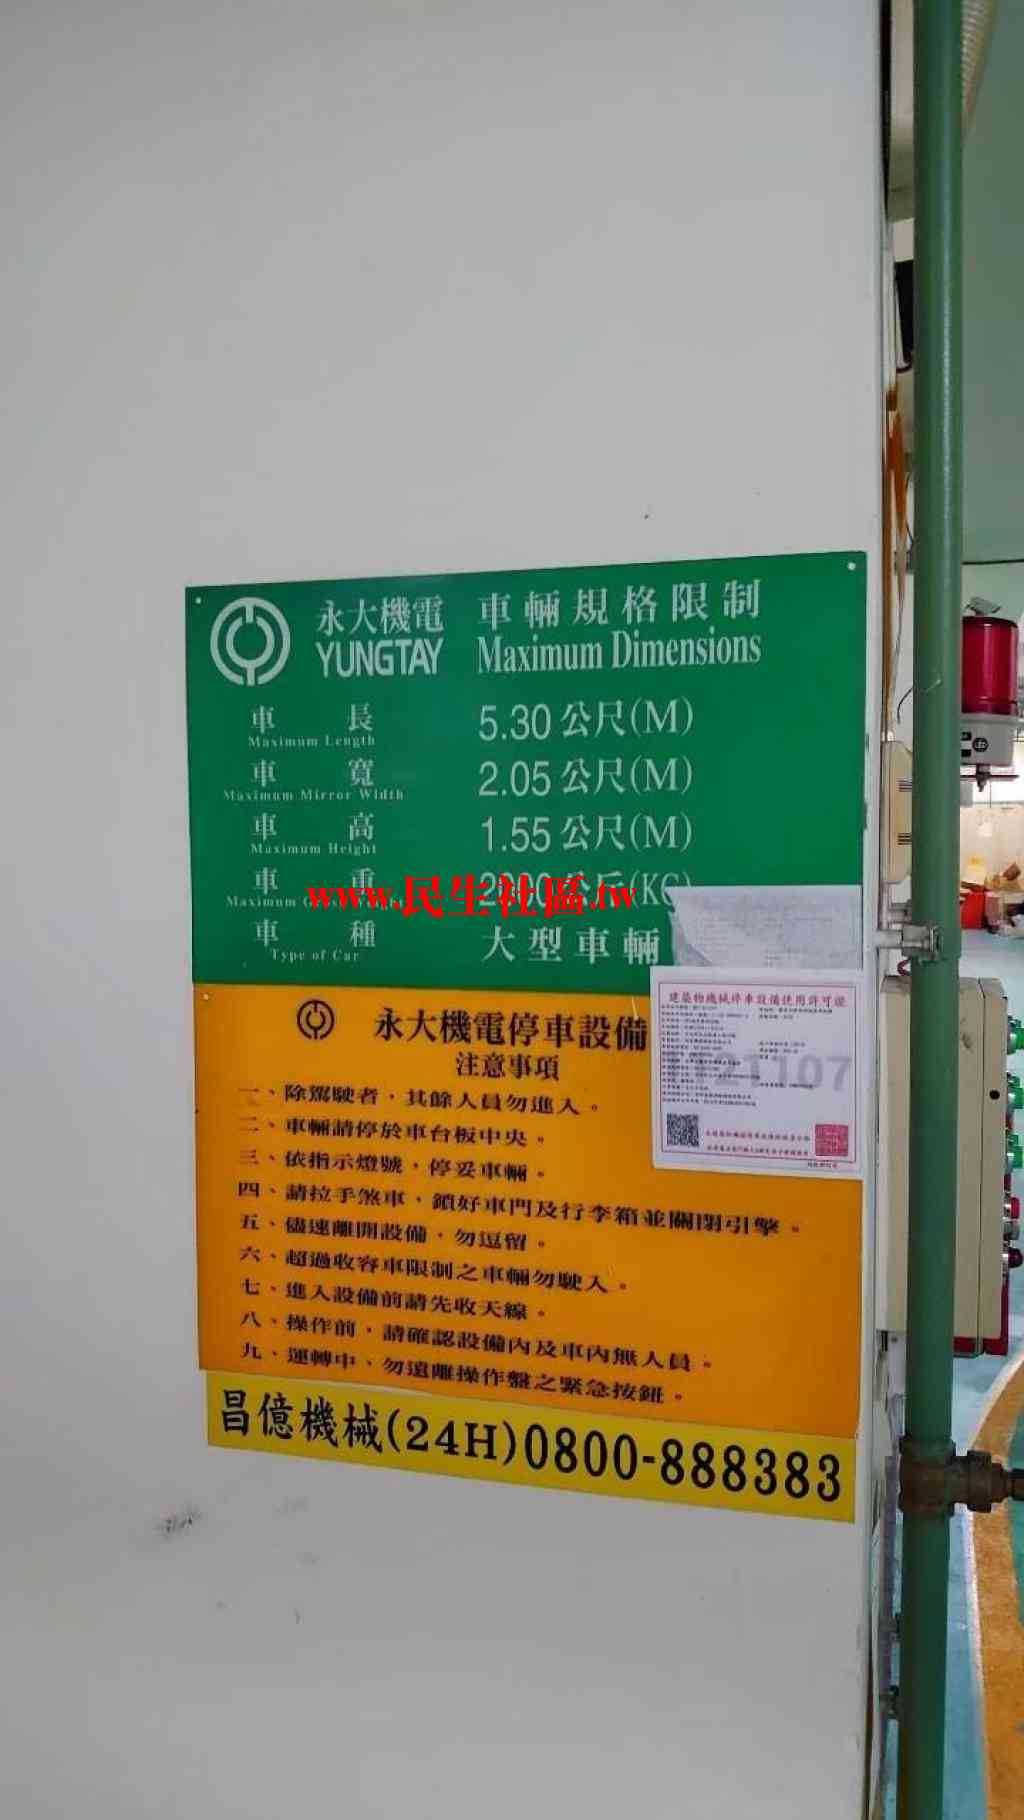 永大機電 車輛規格限制
YUNGTAY Maximum Dimensions
車長 5.30公尺(M)
Maximum Length
車寬 2.05公尺(M)
Maximum Mirror Width
車高 1.55公尺(M)
Maximum Height
車重 公斤(KG)
Maximum
www.民生社區.tw
車種 大型車輛
Type of Car
永大機電停車設備
注意事項
一、除駕駛者，其餘人員勿進入。
二、車輛請停於車台板中央。
三、依指示燈號，停妥車輛。
四、請拉手煞車，鎖好車門及行李箱並關閉引擎。
五、儘速離開設備，勿逗留。
六、超過收容車限制之車輛勿駛入。
七、進入設備前請先收天線。
八、操作前，請確認設備內及車內無人員。
九、運轉中、勿遠離操作盤之緊急按鈕。
建築物機械停車設備使用許可證
昌億機械(24H)0800-888383